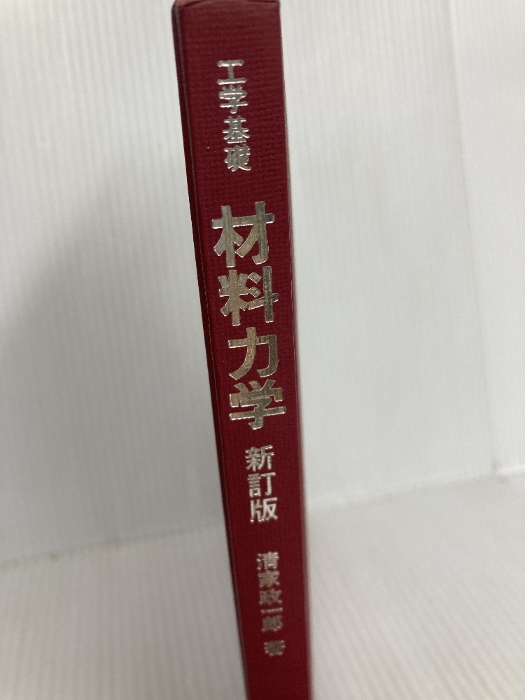 工学基礎
材料力学
新訂版
清家政一郎 著